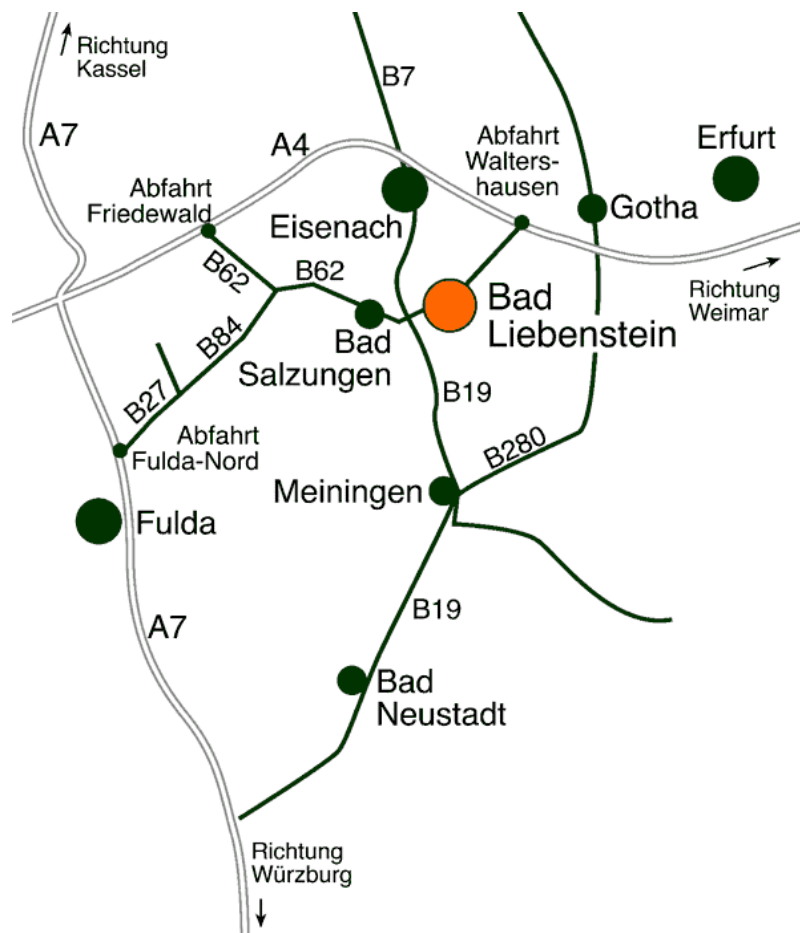 Richtung
Kassel
B7
A7
A4
Abfahrt
Walters-
hausen
Erfurt
Abfahrt
Friedewald
Gotha
Eisenach
B62
B62
Richtung
Weimar
Bad
Liebenstein
B84
Bad
Salzungen
B27
B19
Abfahrt
Fulda-Nord
B280
Meiningen
Fulda
B19
A7
Bad
Neustadt
Richtung
Würzburg